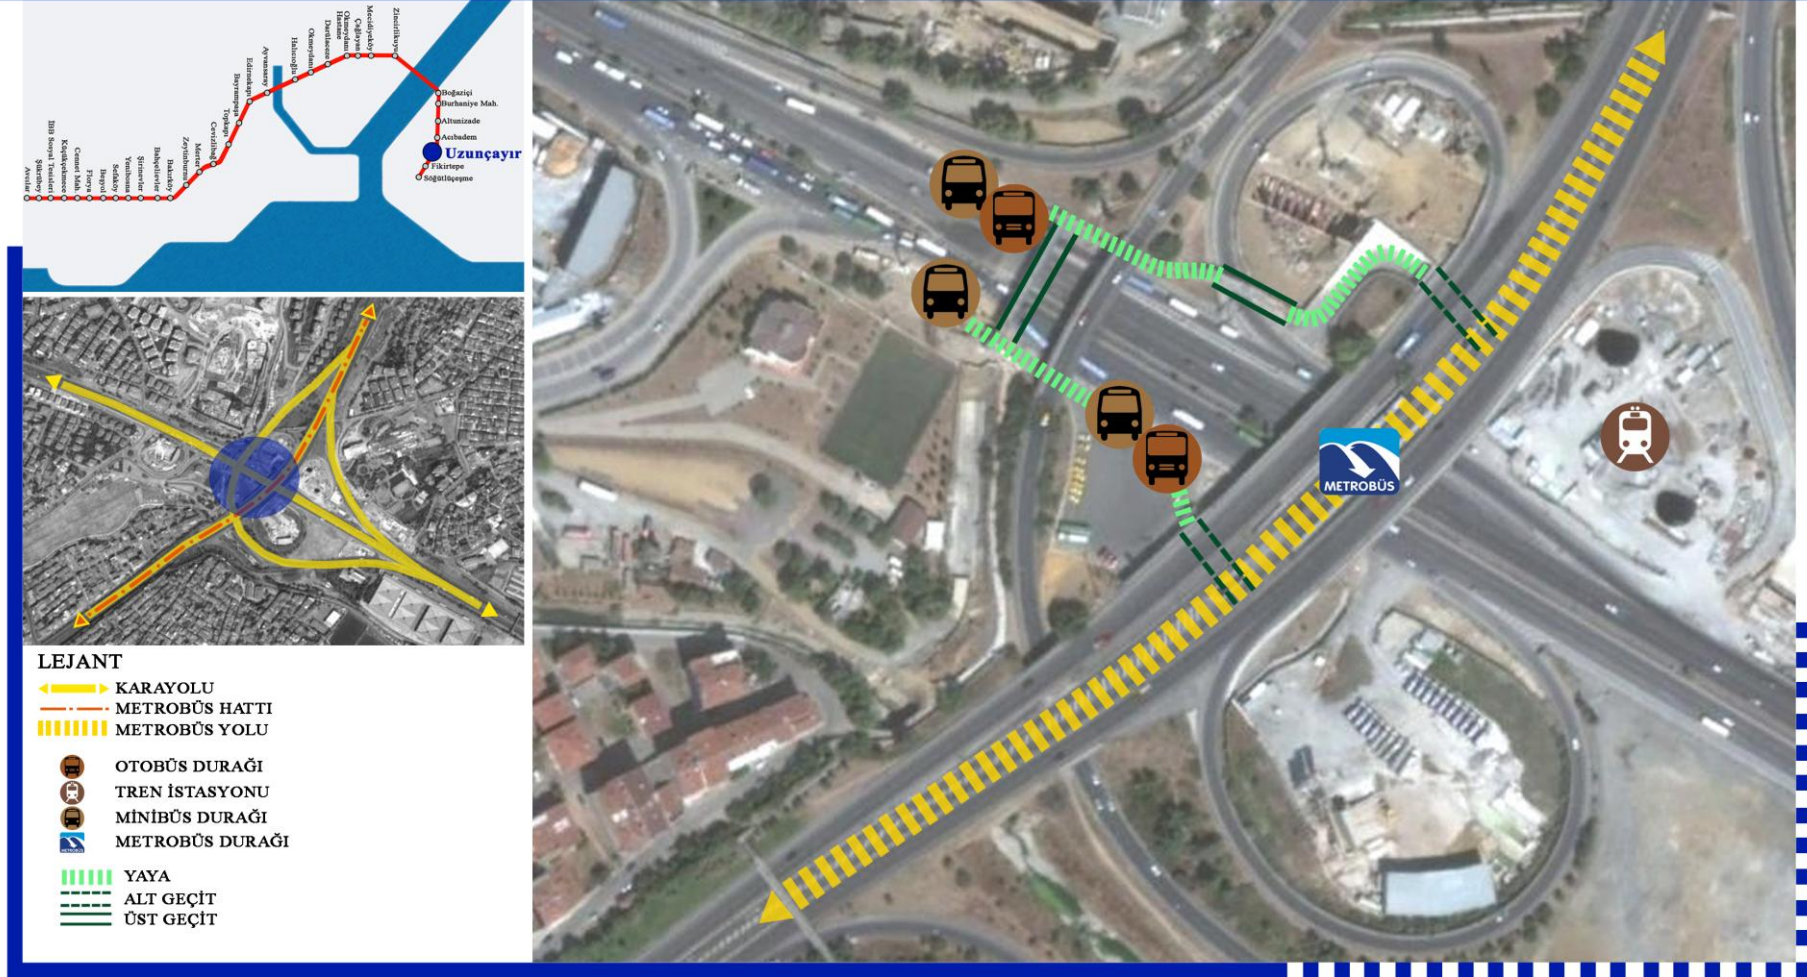 Zincirlikuyu
Mecidiyeköy
Çağlayan
Okmeydanı
Hastane
Darülaceze
Okmeydanı
Halıcıoğlu
Ayvansaray
Edirnekapı
Bayrampaşa
Topkapı
Cevizlibağ
Merter
Zeytinburnu
Bakırköy
Bahçelievler
Şirinevler
Yenibosna
Sefaköy
Beşyol
Florya
Cennet Mah.
Küçükçekmece
İBB Sosyal Tesisleri
Şükrübey
Avcılar
Boğaziçi
Burhaniye Mah.
Altunizade
Acıbadem
Uzunçayır
Fikirtepe
Söğütlüçeşme
METROBÜS
LEJANT
KARAYOLU
METROBÜS HATTI
METROBÜS YOLU
OTOBÜS DURAĞI
TREN İSTASYONU
MİNİBÜS DURAĞI
METROBÜS DURAĞI
YAYA
ALT GEÇİT
ÜST GEÇİT